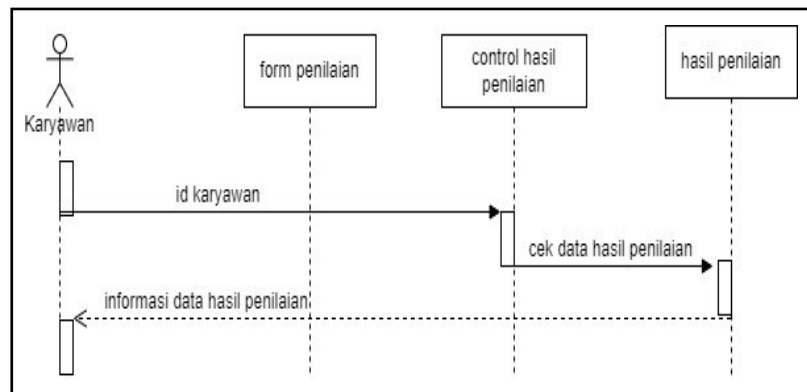 form penilaian
control hasil
penilaian
hasil penilaian
Karyawan
id karyawan
cek data hasil penilaian
informasi data hasil penilaian